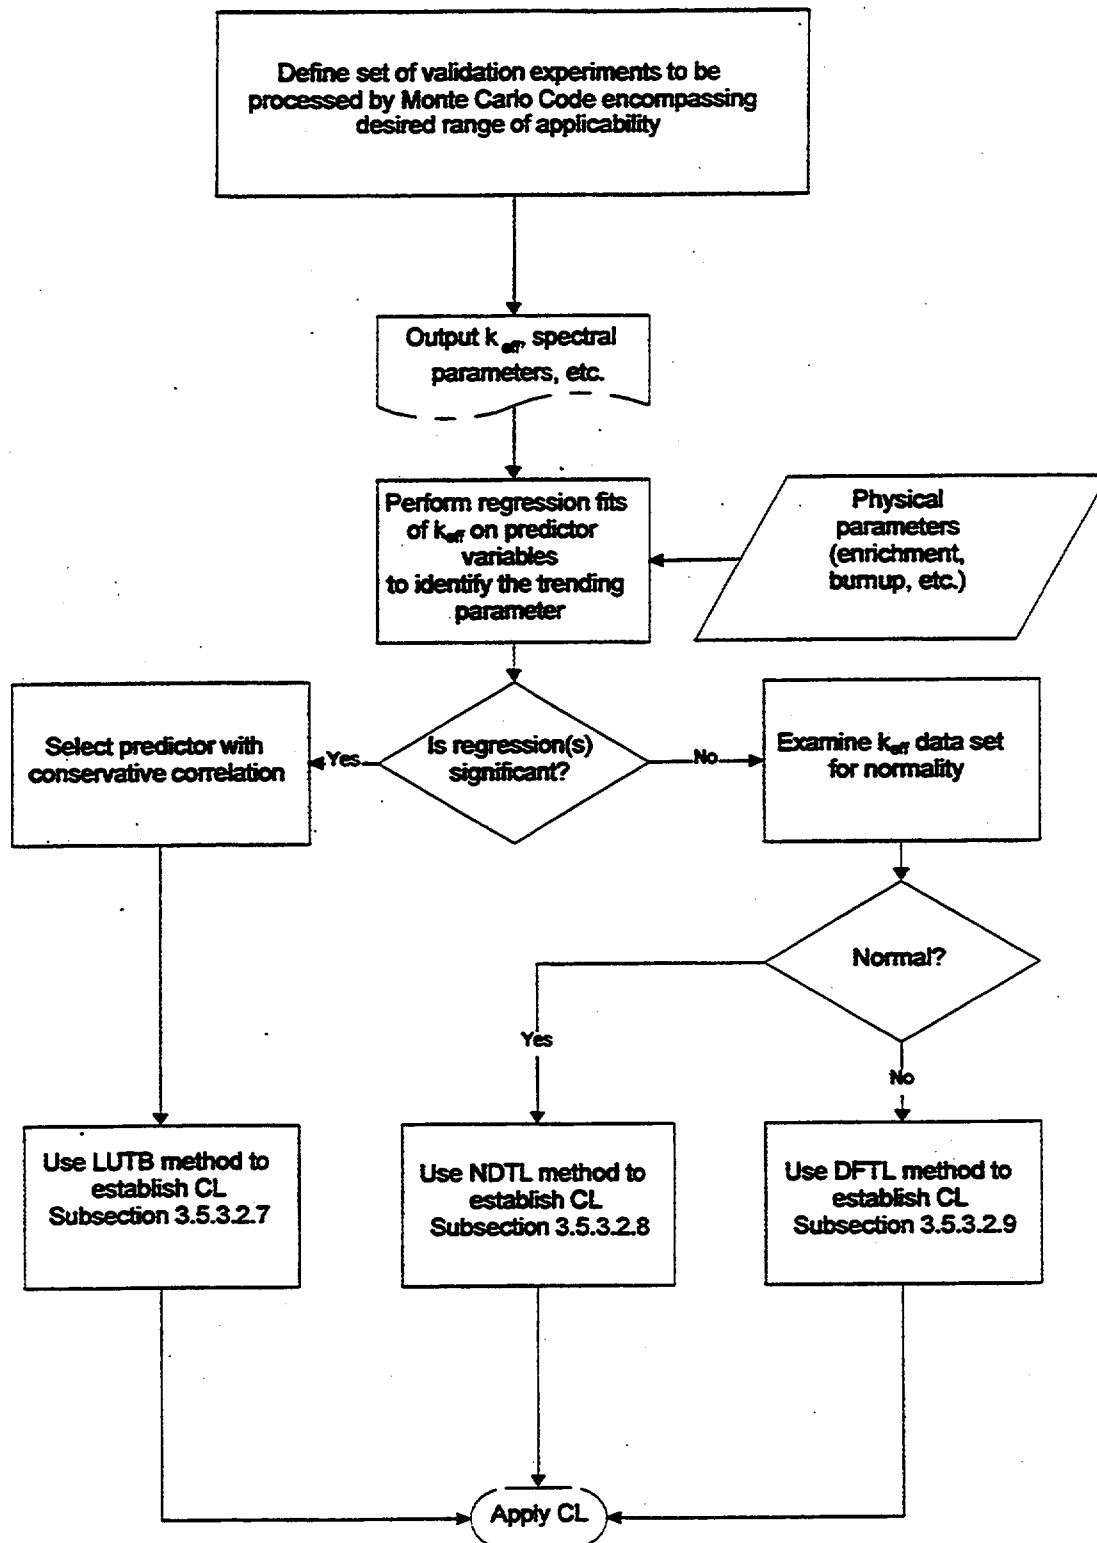 Define set of validation experiments to be
processed by Monte Carlo Code encompassing
desired range of applicability
Output k eff, spectral
parameters, etc.
Perform regression fits
of keff on predictor
variables
to identify the trending
parameter
Physical
parameters
(enrichment,
burnup, etc.)
Select predictor with
conservative correlation
Yes
Is regression(s)
significant?
No
Examine keff data set
for normality
Normal?
Yes
No
Use LUTB method to
establish CL
Subsection 3.5.3.2.7
Use NDTL method to
establish CL
Subsection 3.5.3.2.8
Use DFTL method to
establish CL
Subsection 3.5.3.2.9
Apply CL